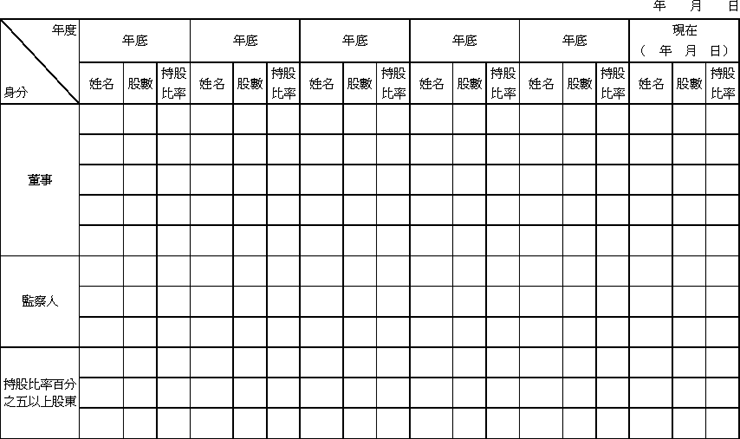 年 月 日
年度
身分
年底 年底 年底 年底 年底 現在
( 年 月 日)
姓名 股數 持股比率 姓名 股數 持股比率 姓名 股數 持股比率 姓名 股數 持股比率 姓名 股數 持股比率 姓名 股數 持股比率
董事
監察人
持股比率百分
之五以上股東